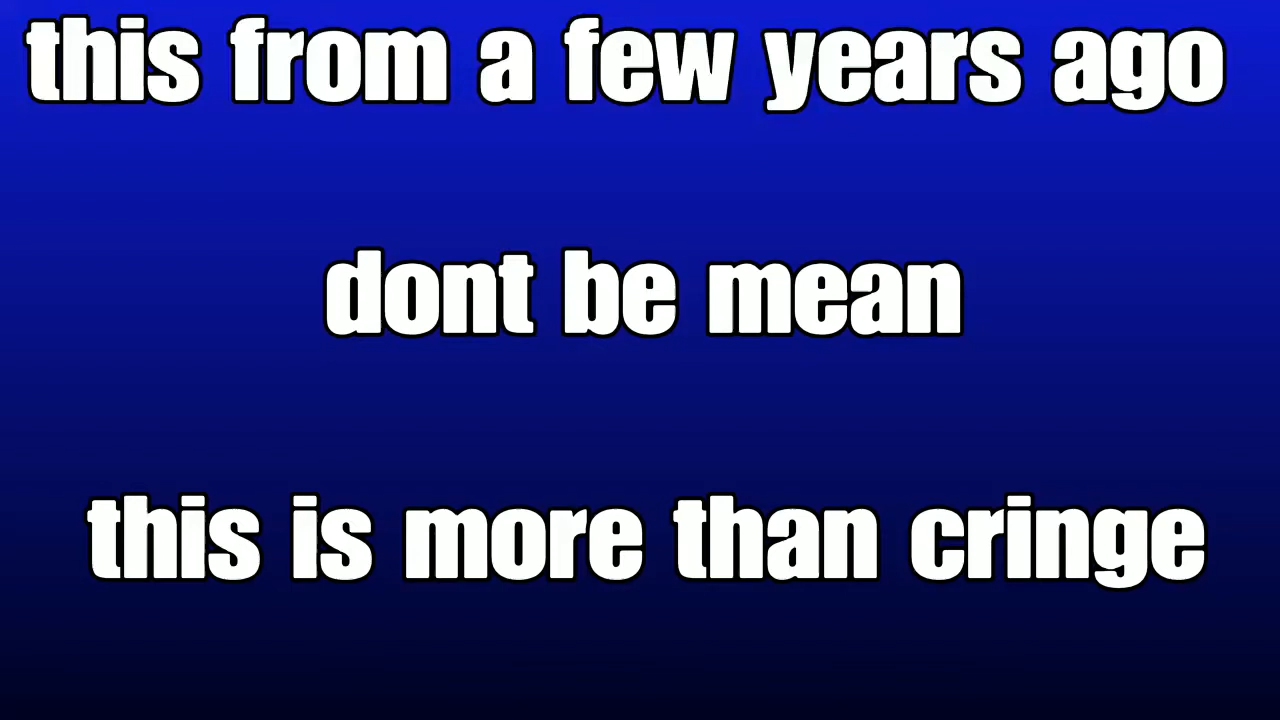 this from a few years ago
dont be mean
this is more than cringe